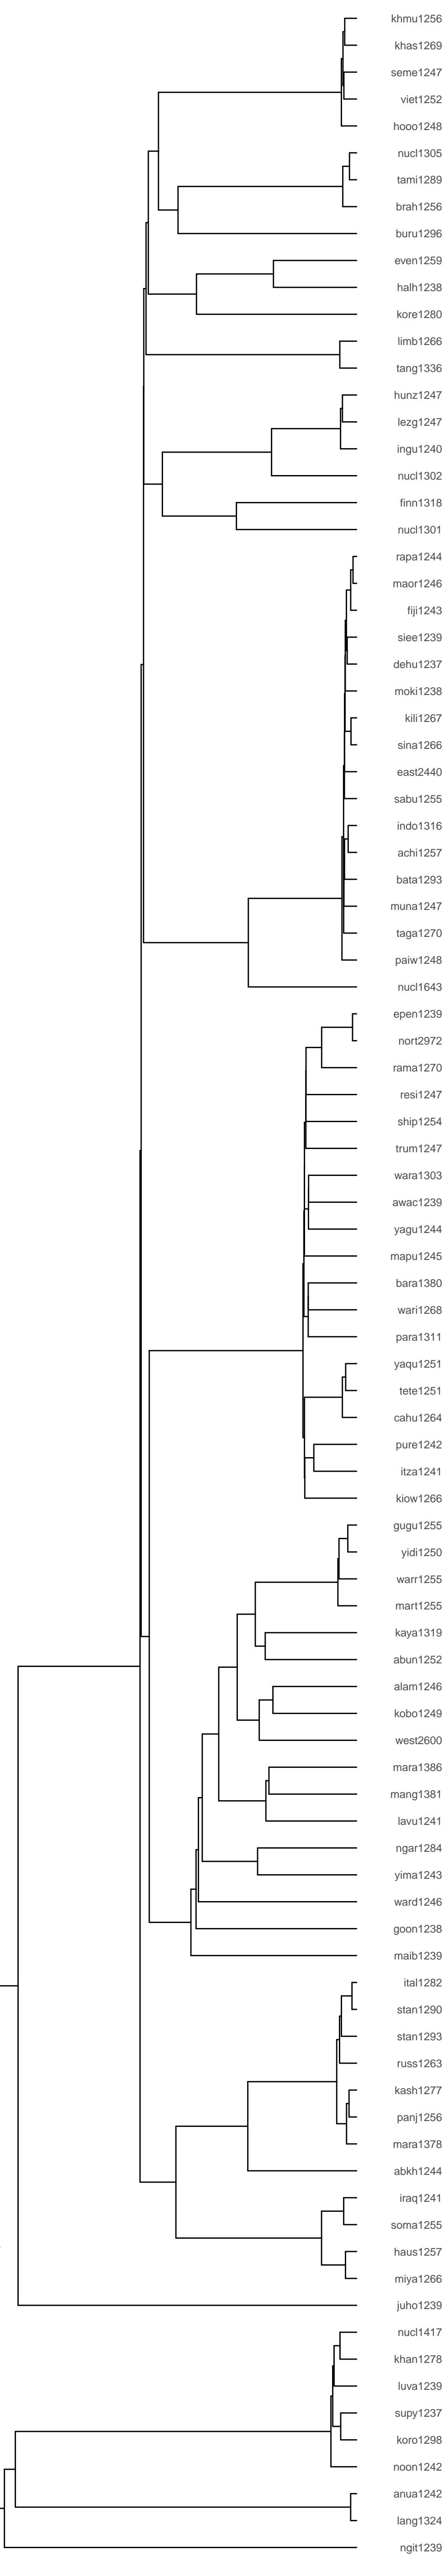 khmu1256
khas1269
seme1247
viet1252
hooo1248
nucl1305
tami1289
brah1256
buru1296
even1259
halh1238
kore1280
limb1266
tang1336
hunz1247
lezg1247
ingu1240
nucl1302
finn1318
nucl1301
rapa1244
maor1246
fiji1243
siee1239
dehu1237
moki1238
kili1267
sina1266
east2440
sabu1255
indo1316
achi1257
bata1293
muna1247
taga1270
paiw1248
nucl1643
epen1239
nort2972
rama1270
resi1247
ship1254
trum1247
wara1303
awac1239
yagu1244
mapu1245
bara1380
wari1268
para1311
yaqu1251
tete1251
cahu1264
pure1242
itza1241
kiow1266
gugu1255
yidi1250
warr1255
mart1255
kaya1319
abun1252
alam1246
kobo1249
west2600
mara1386
mang1381
lavu1241
ngar1284
yima1243
ward1246
goon1238
maib1239
ital1282
stan1290
stan1293
russ1263
kash1277
panj1256
mara1378
abkh1244
iraq1241
soma1255
haus1257
miya1266
juho1239
nucl1417
khan1278
luva1239
supy1237
koro1298
noon1242
anua1242
lang1324
ngit1239